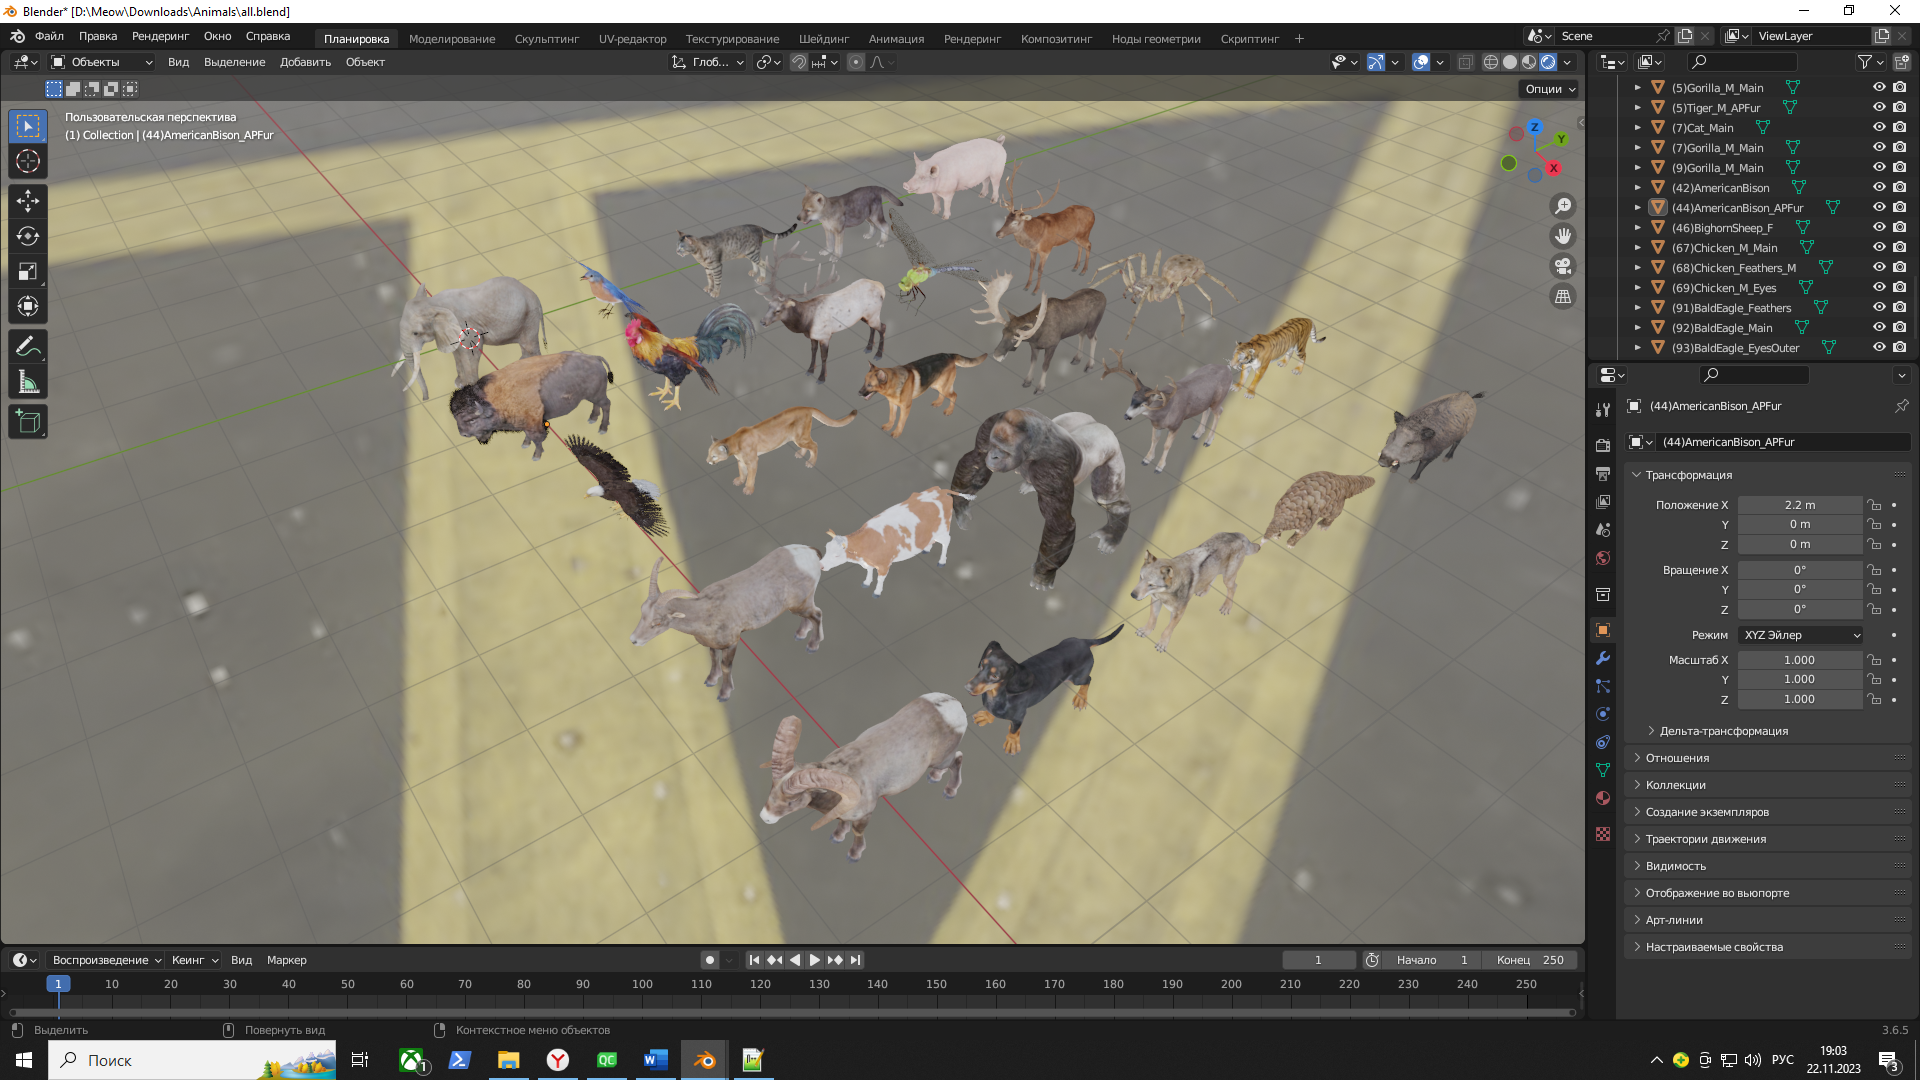 Blender* [D:\Meow\Downloads\Animals\all.blend]
Файл Правка Рендеринг Окно Справка Планировка Моделирование Скульптинг UV-редактор Текстурирование Шейдинг Анимация Рендеринг Композитинг Ноды геометрии Скриптинг + Scene ViewLayer
Объекты Вид Выделение Добавить Объект Глоб...
Опции
Пользовательская перспектива
(1) Collection | (44)AmericanBison_APFur
Z
Y
X
(5)Gorilla_M_Main
(5)Tiger_M_APFur
(7)Cat_Main
(7)Gorilla_M_Main
(9)Gorilla_M_Main
(42)AmericanBison
(44)AmericanBison_APFur
(46)BighornSheep_F
(67)Chicken_M_Main
(68)Chicken_Feathers_M
(69)Chicken_M_Eyes
(91)BaldEagle_Feathers
(92)BaldEagle_Main
(93)BaldEagle_EyesOuter
(44)AmericanBison_APFur
(44)AmericanBison_APFur
Трансформация
Положение X 2.2 m
Y 0 m
Z 0 m
Вращение X 0°
Y 0°
Z 0°
Режим XYZ Эйлер
Масштаб X 1.000
Y 1.000
Z 1.000
Дельта-трансформация
Отношения
Коллекции
Создание экземпляров
Траектории движения
Видимость
Отображение во вьюпорте
Арт-линии
Настраиваемые свойства
Воспроизведение Кеинг Вид Маркер 1 Начало 1 Конец 250
1 10 20 30 40 50 60 70 80 90 100 110 120 130 140 150 160 170 180 190 200 210 220 230 240 250
Выделить Повернуть вид Контекстное меню объектов 3.6.5
Поиск 1 QC W РУС 19:03
22.11.2023 3